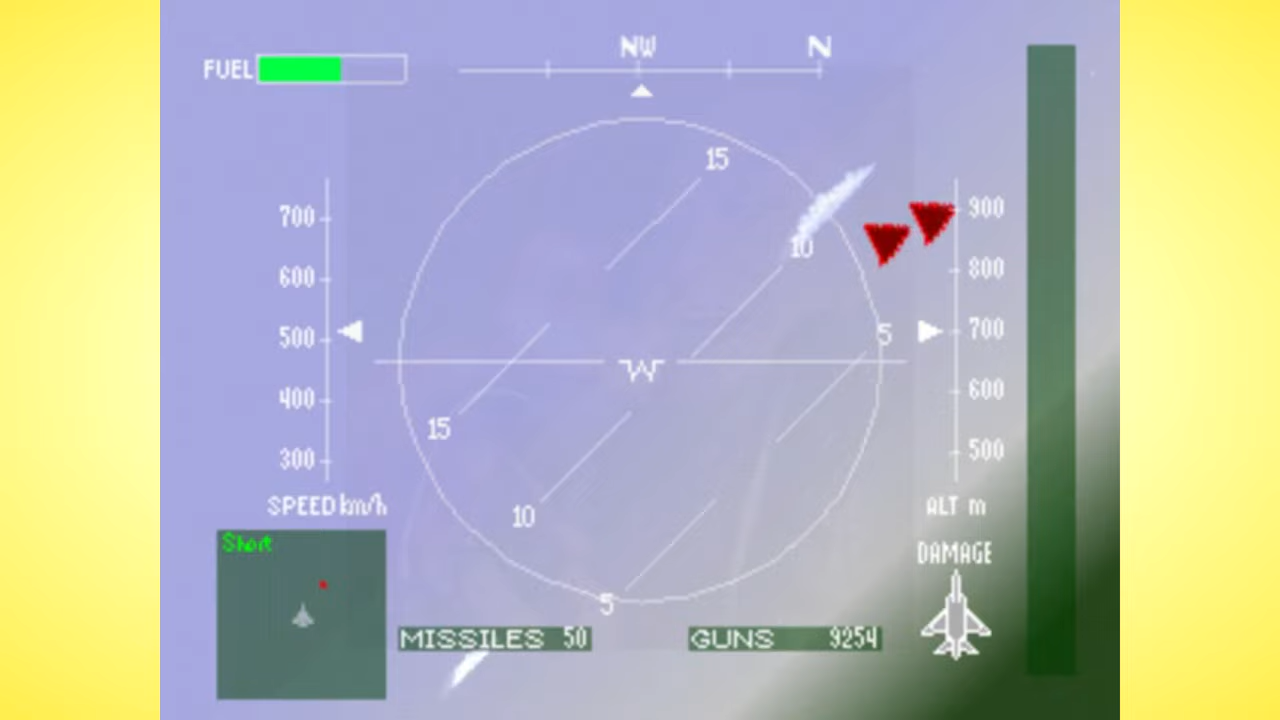 NW N
FUEL
15
700 900
10
600 800
5
500 700
400 600
15
300 500
SPEED km/h ALT m
10
Short DAMAGE
5
MISSILES 50 GUNS 9254